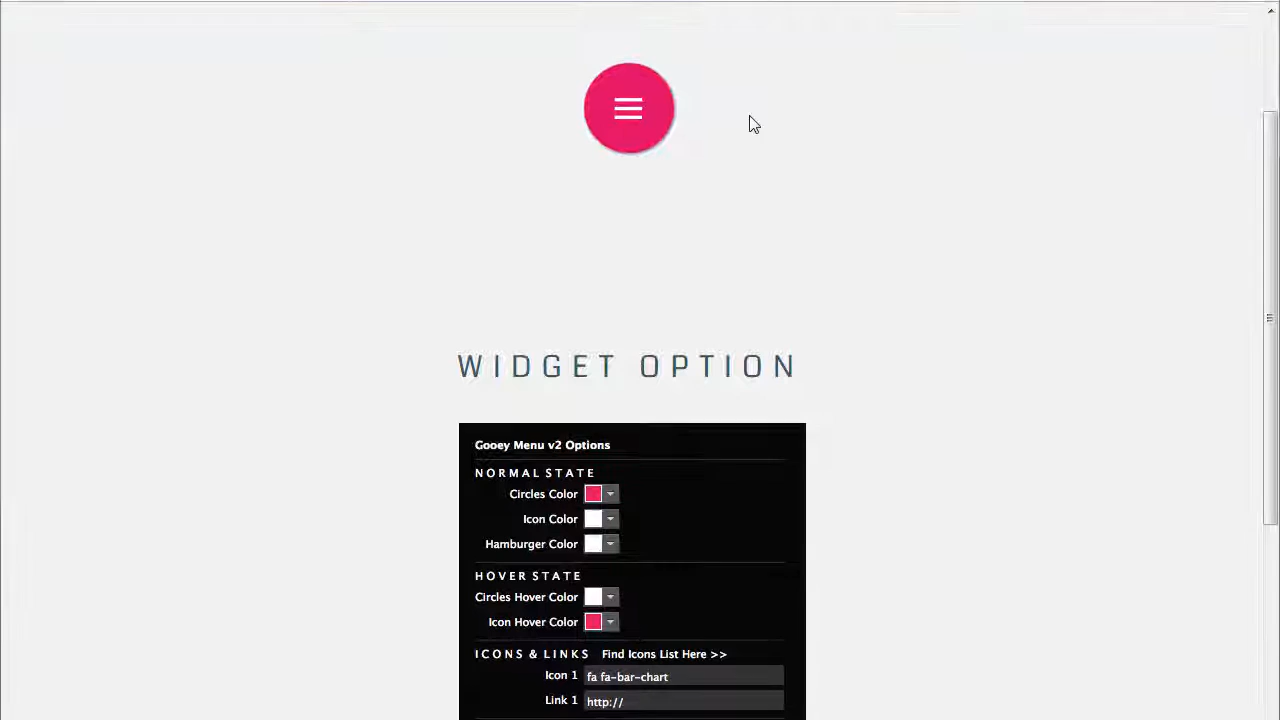 WIDGET OPTION
Gooey Menu v2 Options
NORMAL STATE
Circles Color
Icon Color
Hamburger Color
HOVER STATE
Circles Hover Color
Icon Hover Color
ICONS & LINKS Find Icons List Here >>
Icon 1 fa fa-bar-chart
Link 1 http://